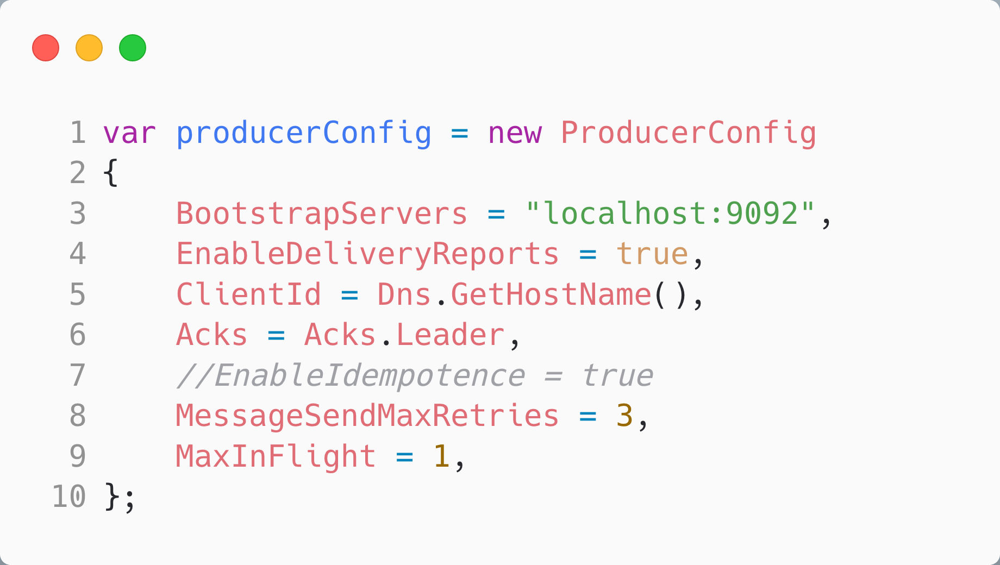 1 var producerConfig = new ProducerConfig
2 {
3     BootstrapServers = "localhost:9092",
4     EnableDeliveryReports = true,
5     ClientId = Dns.GetHostName(),
6     Acks = Acks.Leader,
7     //EnableIdempotence = true
8     MessageSendMaxRetries = 3,
9     MaxInFlight = 1,
10 };